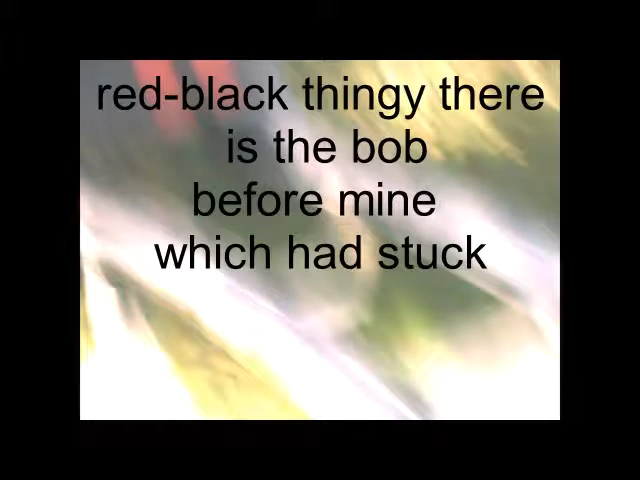 red-black thingy there
is the bob
before mine
which had stuck